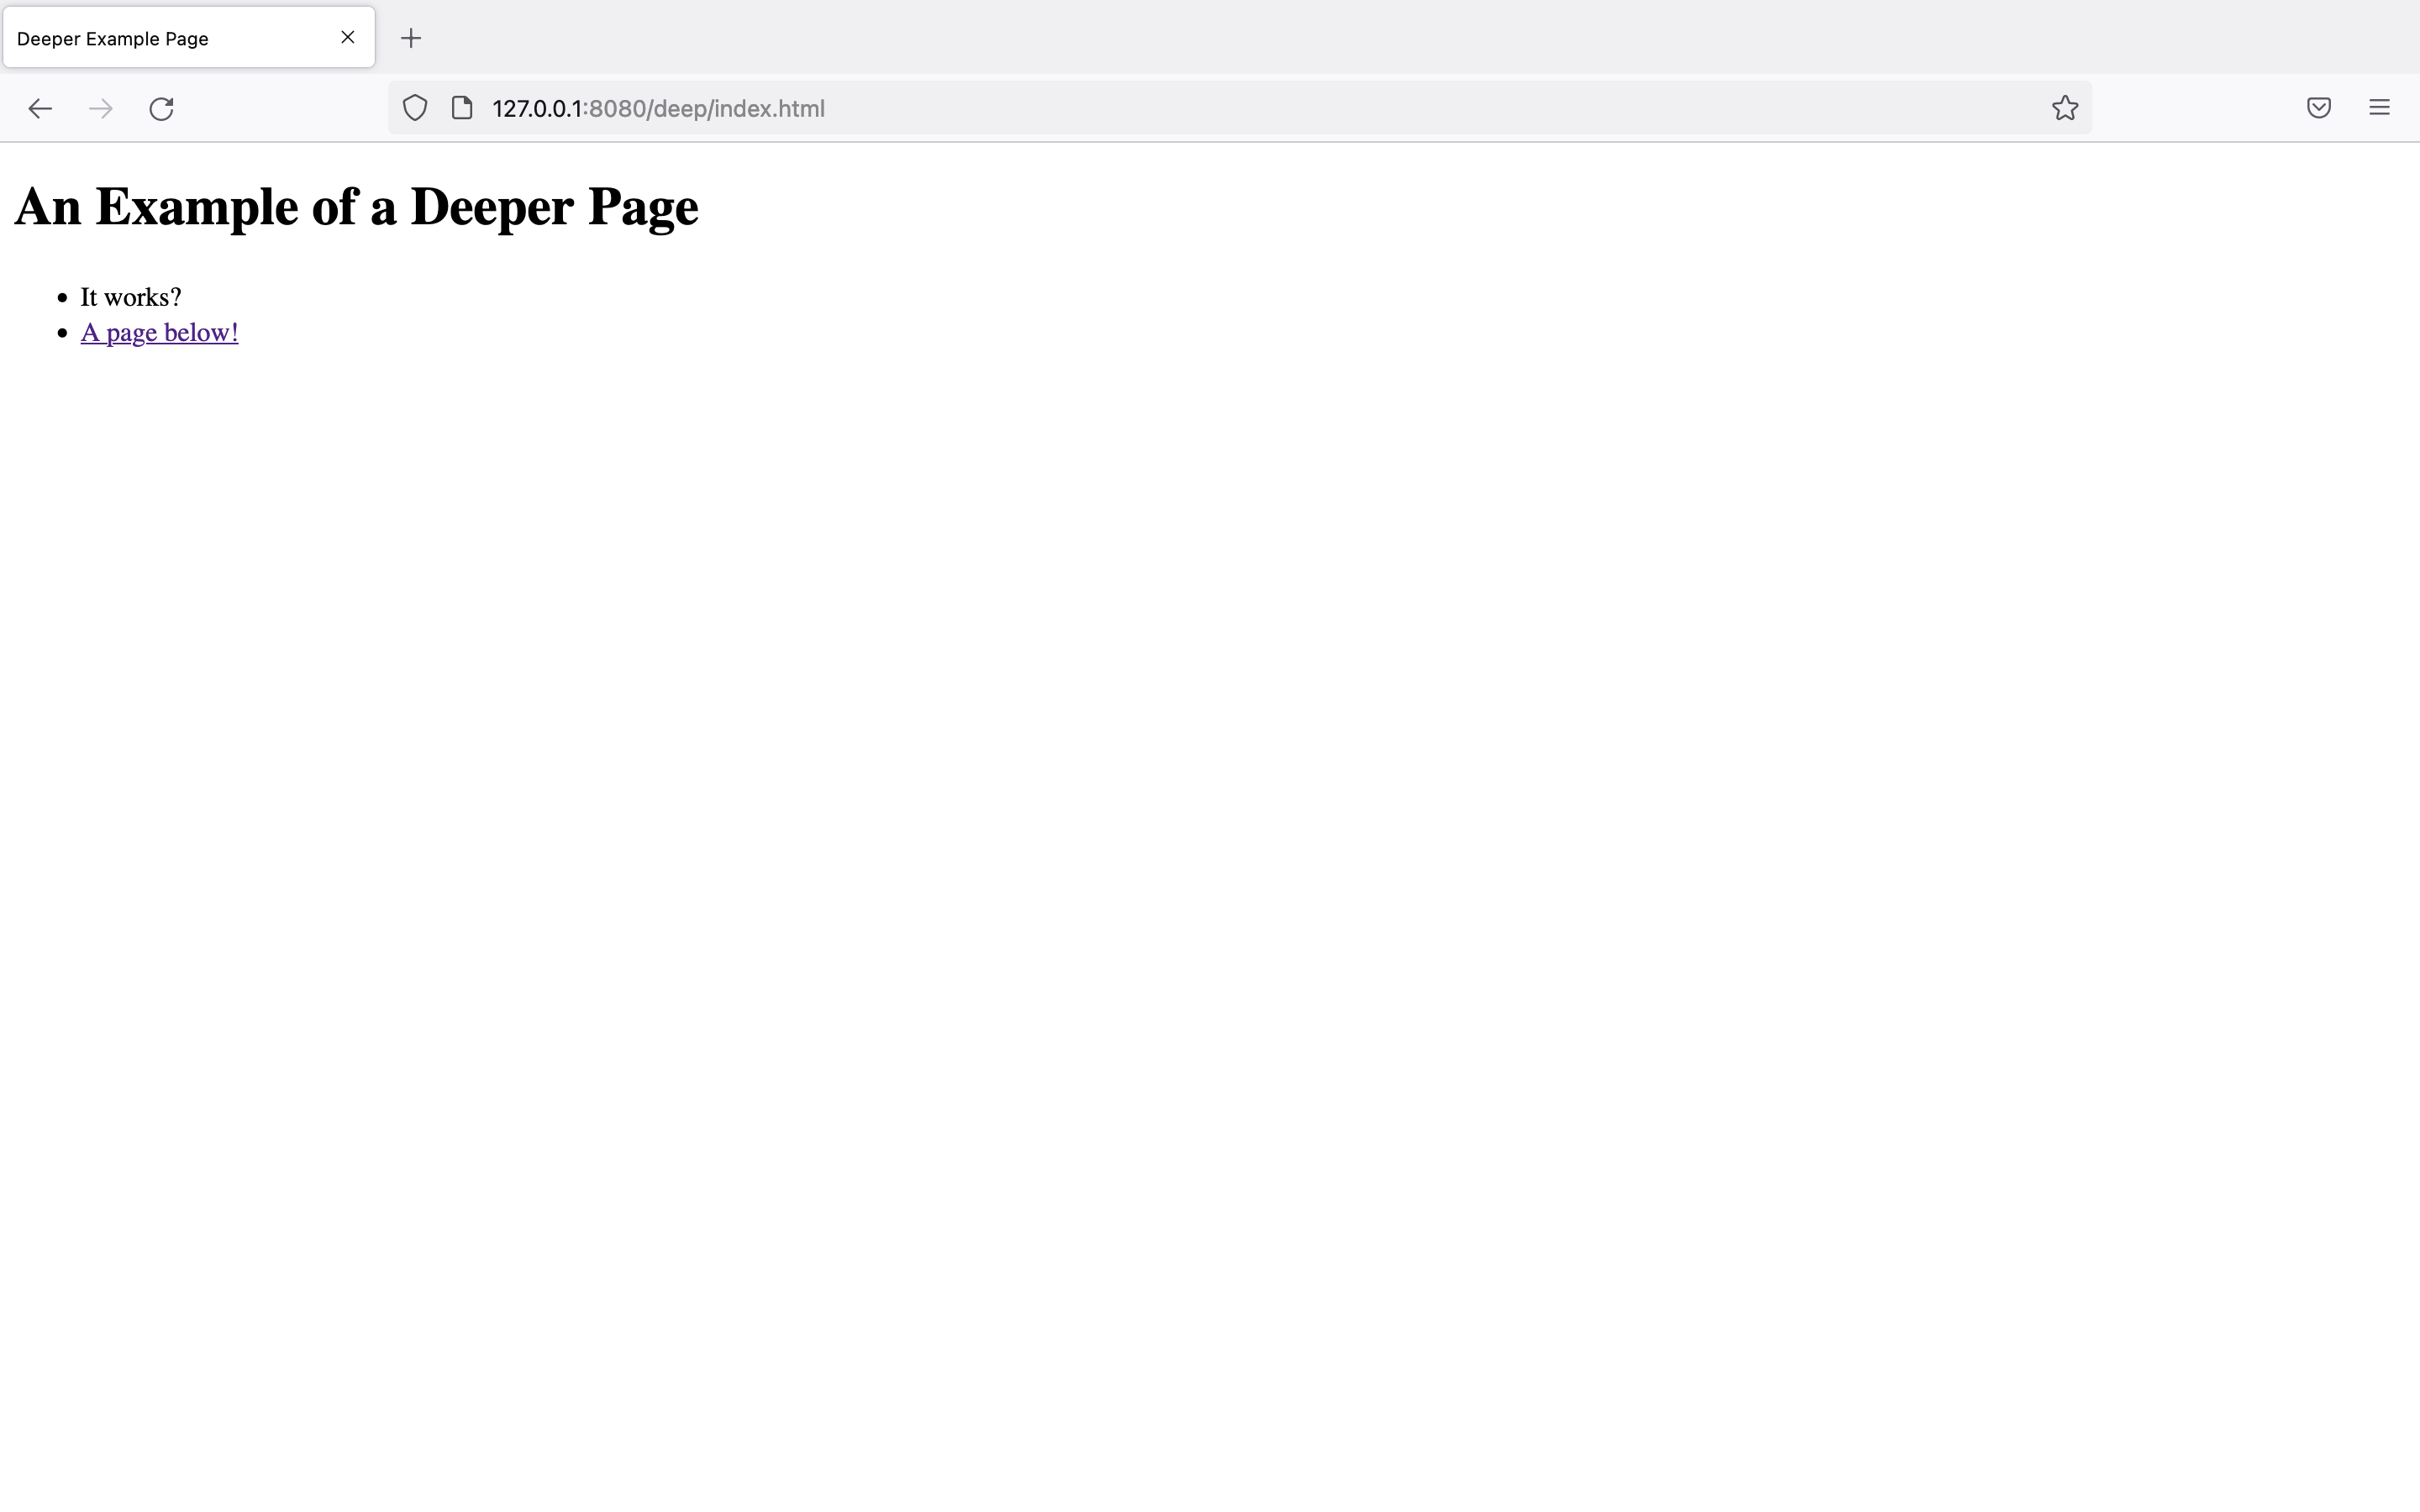 Deeper Example Page
127.0.0.1:8080/deep/index.html
An Example of a Deeper Page
It works?
A page below!